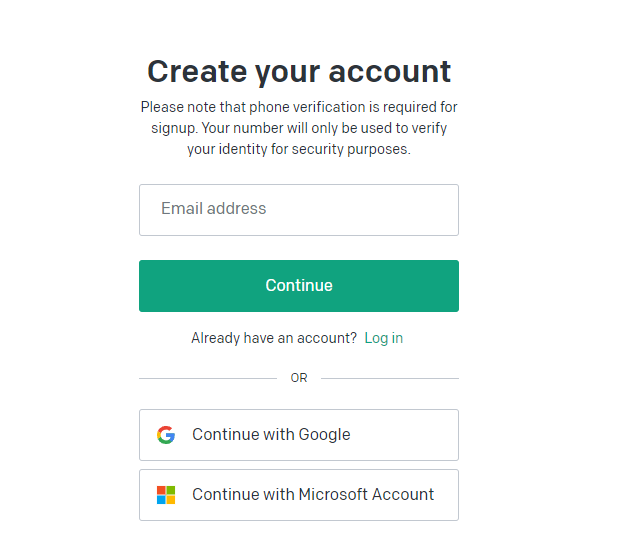 Create your account
Please note that phone verification is required for
signup. Your number will only be used to verify
your identity for security purposes.
Email address
Continue
Already have an account? Log in
OR
Continue with Google
Continue with Microsoft Account